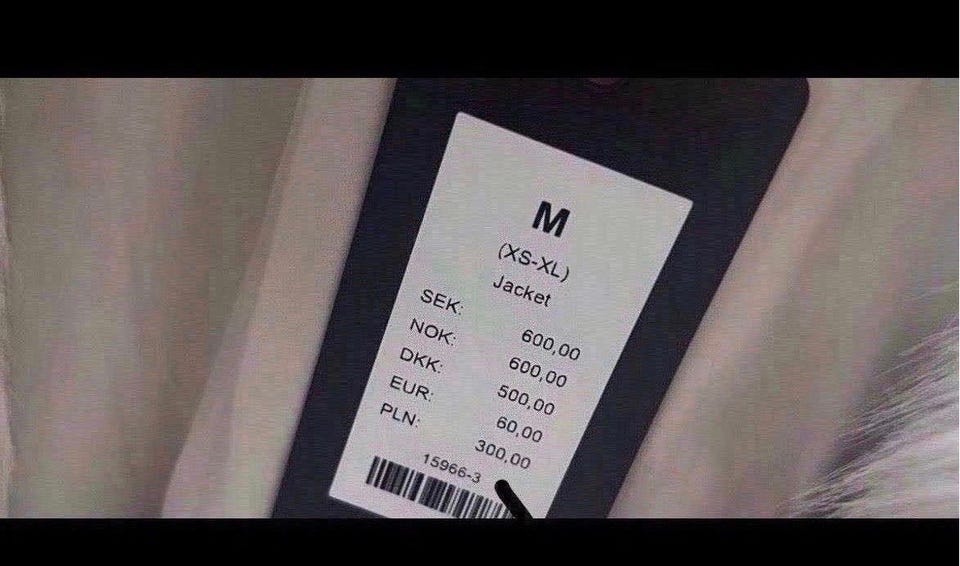 M
(XS-XL)
Jacket
SEK: 600,00
NOK: 600,00
DKK: 500,00
EUR: 60,00
PLN: 300,00
15966-3